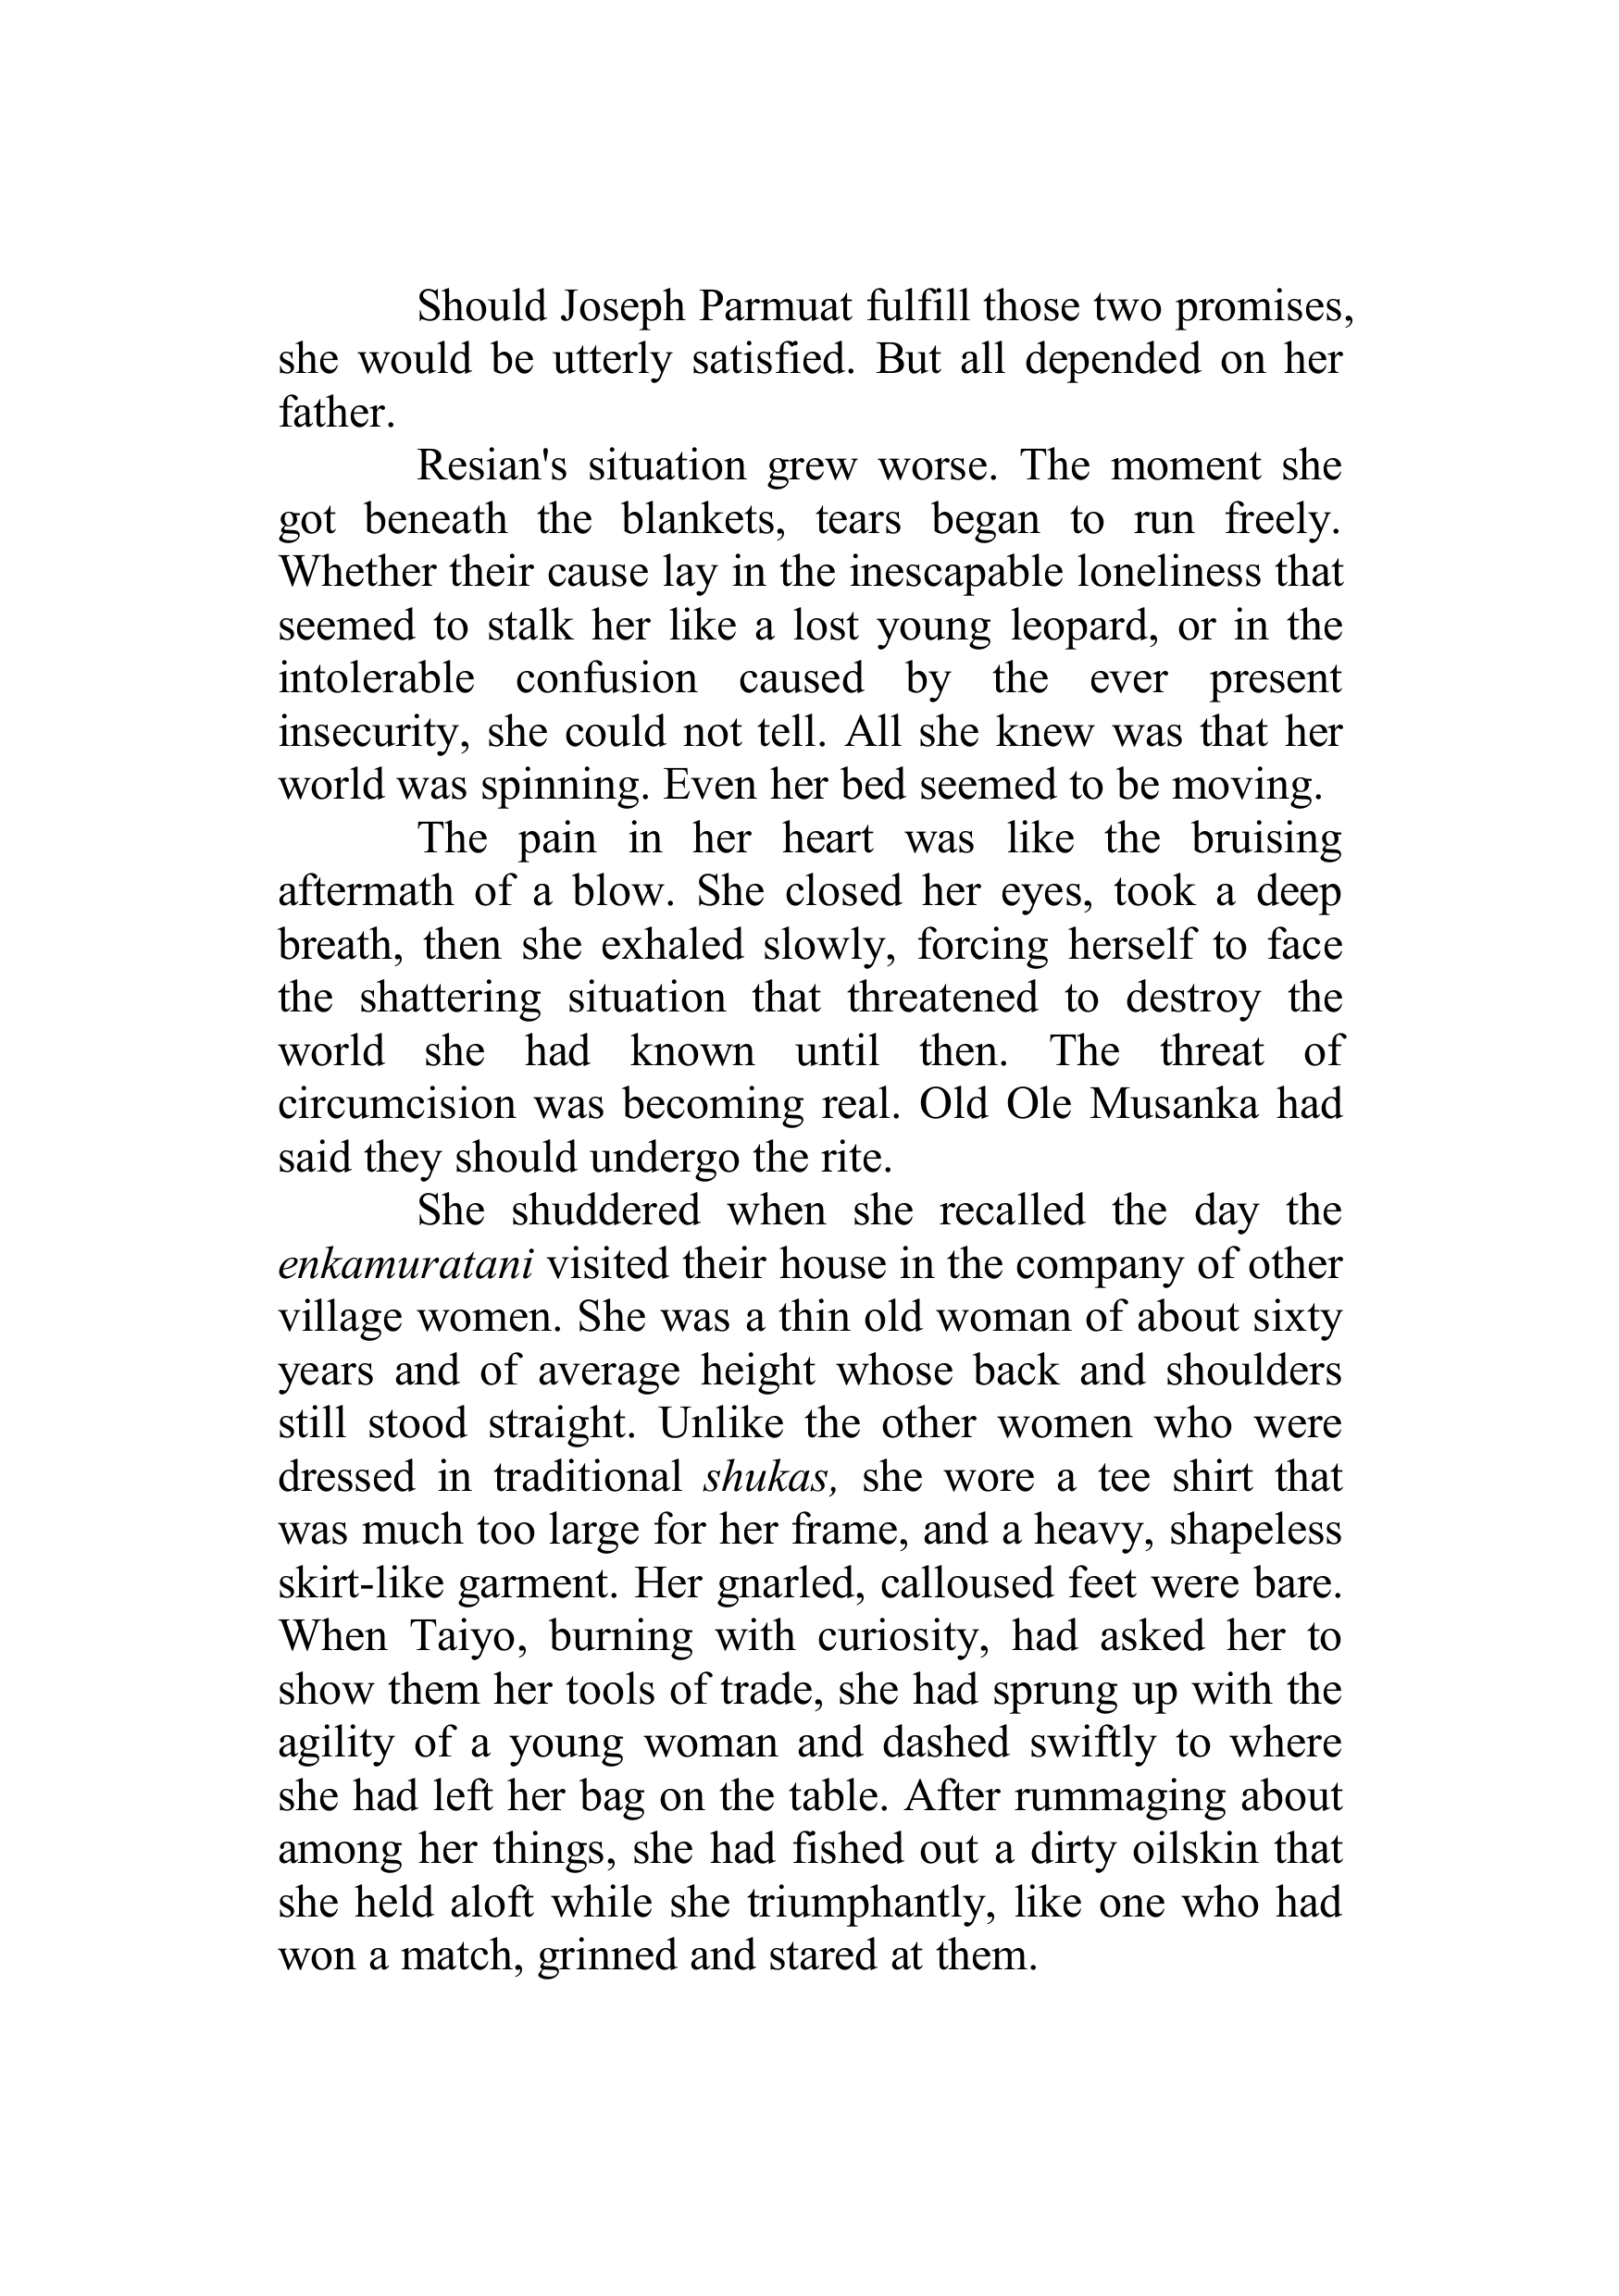 Should Joseph Parmuat fulfill those two promises,
she would be utterly satisfied. But all depended on her
father.
Resian's situation grew worse. The moment she
got beneath the blankets, tears began to run freely.
Whether their cause lay in the inescapable loneliness that
seemed to stalk her like a lost young leopard, or in the
intolerable confusion caused by the ever present
insecurity, she could not tell. All she knew was that her
world was spinning. Even her bed seemed to be moving.
The pain in her heart was like the bruising
aftermath of a blow. She closed her eyes, took a deep
breath, then she exhaled slowly, forcing herself to face
the shattering situation that threatened to destroy the
world she had known until then. The threat of
circumcision was becoming real. Old Ole Musanka had
said they should undergo the rite.
She shuddered when she recalled the day the
enkamuratani visited their house in the company of other
village women. She was a thin old woman of about sixty
years and of average height whose back and shoulders
still stood straight. Unlike the other women who were
dressed in traditional shukas, she wore a tee shirt that
was much too large for her frame, and a heavy, shapeless
skirt-like garment. Her gnarled, calloused feet were bare.
When Taiyo, burning with curiosity, had asked her to
show them her tools of trade, she had sprung up with the
agility of a young woman and dashed swiftly to where
she had left her bag on the table. After rummaging about
among her things, she had fished out a dirty oilskin that
she held aloft while she triumphantly, like one who had
won a match, grinned and stared at them.